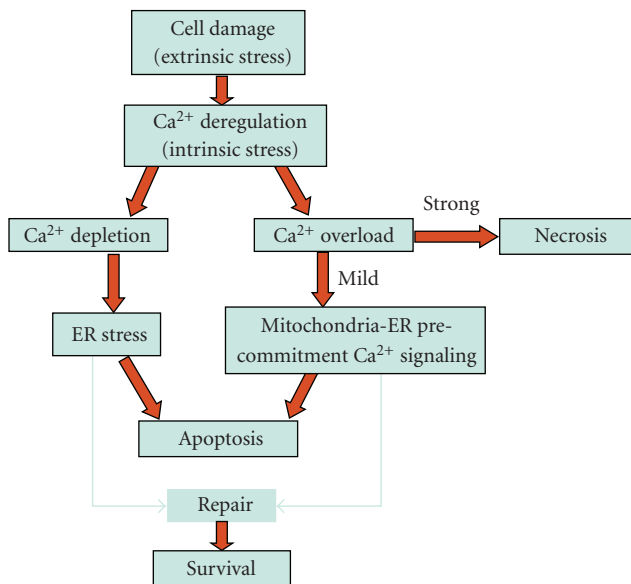 Cell damage
(extrinsic stress)
Ca²⁺ deregulation
(intrinsic stress)
Strong
Ca²⁺ depletion
Ca²⁺ overload
Necrosis
Mild
ER stress
Mitochondria-ER pre-
commitment Ca²⁺ signaling
Apoptosis
Repair
Survival